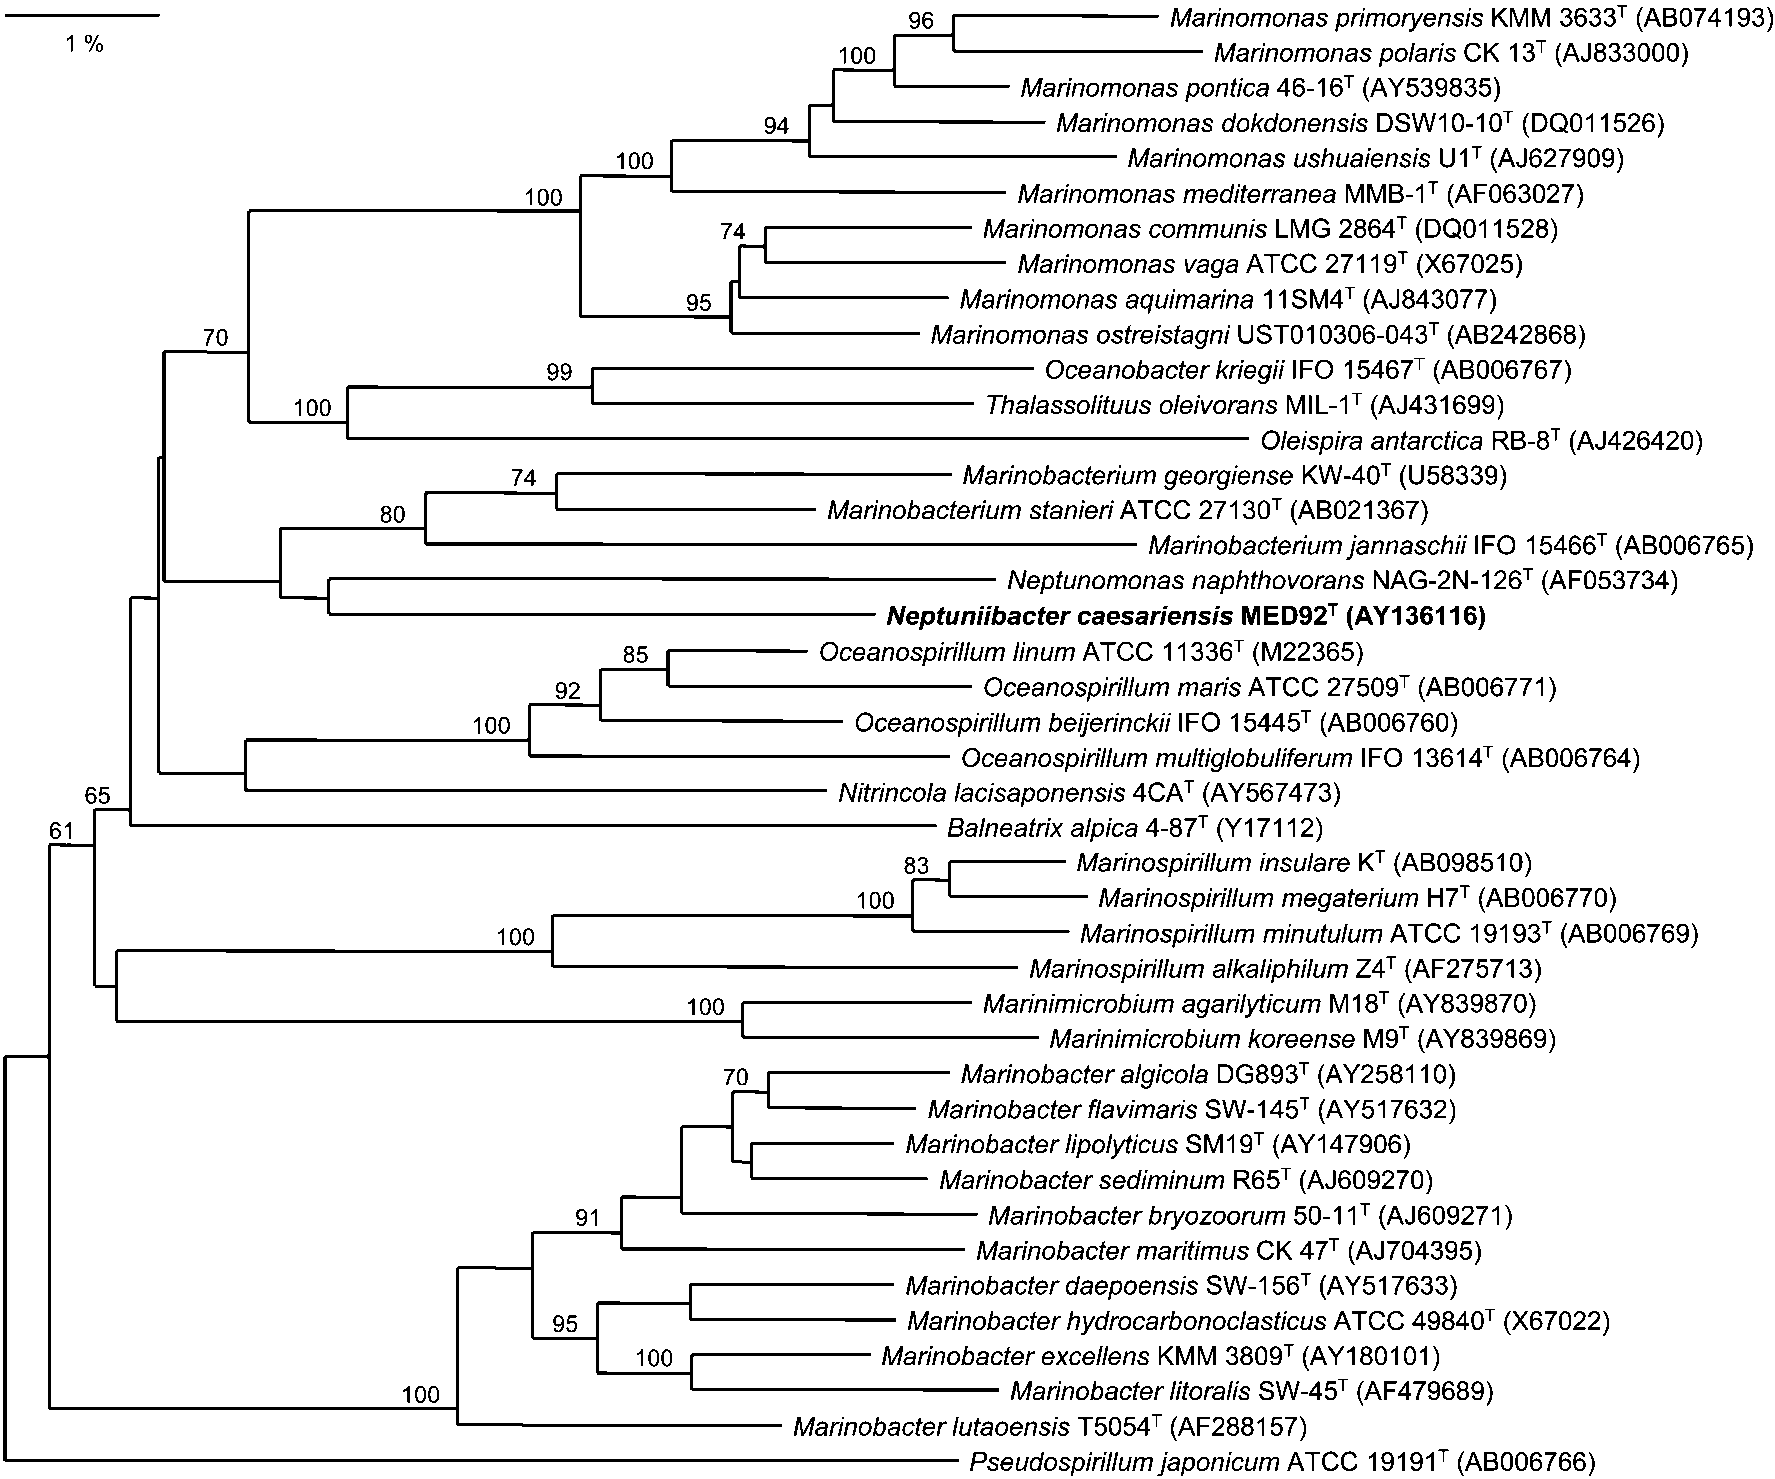 1 %
96
Marinomonas primoryensis KMM 3633ᵀ (AB074193)
Marinomonas polaris CK 13ᵀ (AJ833000)
100
Marinomonas pontica 46-16ᵀ (AY539835)
Marinomonas dokdonensis DSW10-10ᵀ (DQ011526)
94
Marinomonas ushuaiensis U1ᵀ (AJ627909)
100
Marinomonas mediterranea MMB-1ᵀ (AF063027)
100
Marinomonas communis LMG 2864ᵀ (DQ011528)
74
Marinomonas vaga ATCC 27119ᵀ (X67025)
Marinomonas aquimarina 11SM4ᵀ (AJ843077)
95
Marinomonas ostreistagni UST010306-043ᵀ (AB242868)
70
Oceanobacter kriegii IFO 15467ᵀ (AB006767)
99
Thalassolituus oleivorans MIL-1ᵀ (AJ431699)
100
Oleispira antarctica RB-8ᵀ (AJ426420)
Marinobacterium georgiense KW-40ᵀ (U58339)
74
Marinobacterium stanieri ATCC 27130ᵀ (AB021367)
80
Marinobacterium jannaschii IFO 15466ᵀ (AB006765)
Neptunomonas naphthovorans NAG-2N-126ᵀ (AF053734)
Neptuniibacter caesariensis MED92ᵀ (AY136116)
Oceanospirillum linum ATCC 11336ᵀ (M22365)
85
Oceanospirillum maris ATCC 27509ᵀ (AB006771)
92
Oceanospirillum beijerinckii IFO 15445ᵀ (AB006760)
100
Oceanospirillum multiglobuliferum IFO 13614ᵀ (AB006764)
Nitrincola lacisaponensis 4CAᵀ (AY567473)
65
Balneatrix alpica 4-87ᵀ (Y17112)
61
Marinospirillum insulare Kᵀ (AB098510)
83
Marinospirillum megaterium H7ᵀ (AB006770)
100
Marinospirillum minutulum ATCC 19193ᵀ (AB006769)
100
Marinospirillum alkaliphilum Z4ᵀ (AF275713)
Marinimicrobium agarilyticum M18ᵀ (AY839870)
100
Marinimicrobium koreense M9ᵀ (AY839869)
Marinobacter algicola DG893ᵀ (AY258110)
70
Marinobacter flavimaris SW-145ᵀ (AY517632)
Marinobacter lipolyticus SM19ᵀ (AY147906)
Marinobacter sediminum R65ᵀ (AJ609270)
Marinobacter bryozoorum 50-11ᵀ (AJ609271)
91
Marinobacter maritimus CK 47ᵀ (AJ704395)
Marinobacter daepoensis SW-156ᵀ (AY517633)
Marinobacter hydrocarbonoclasticus ATCC 49840ᵀ (X67022)
95
Marinobacter excellens KMM 3809ᵀ (AY180101)
100
Marinobacter litoralis SW-45ᵀ (AF479689)
100
Marinobacter lutaoensis T5054ᵀ (AF288157)
Pseudospirillum japonicum ATCC 19191ᵀ (AB006766)